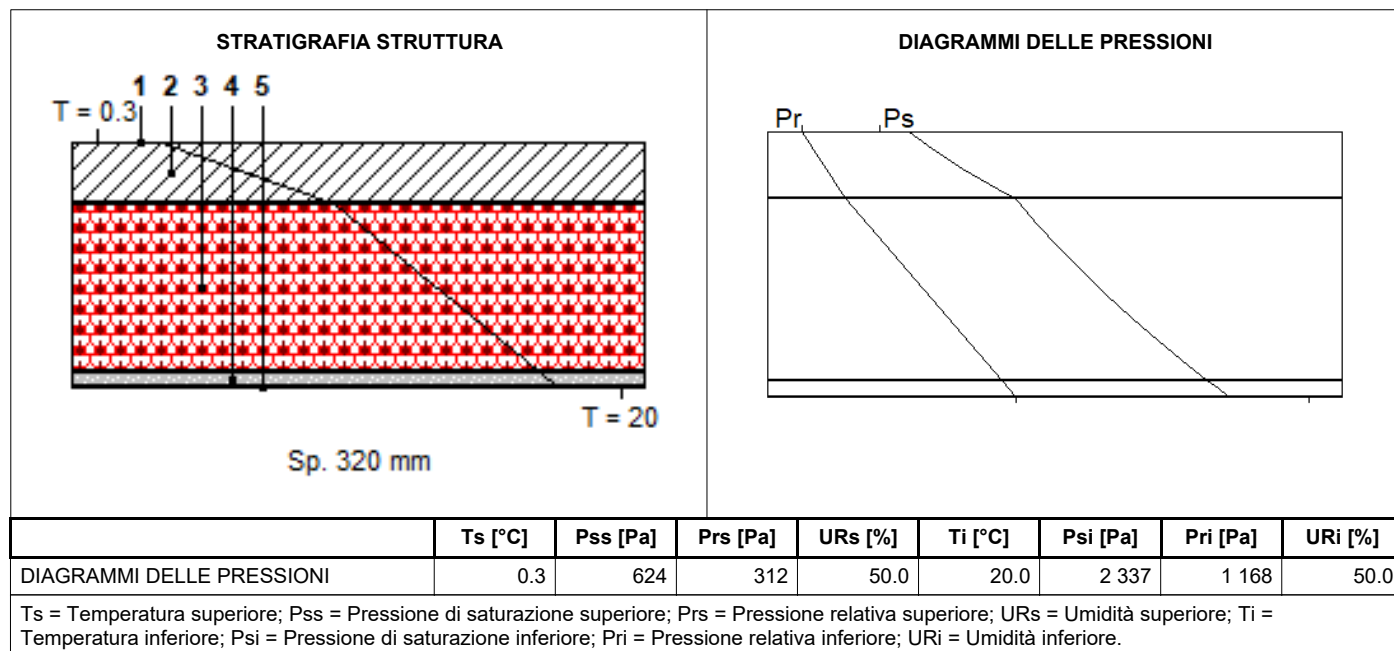 STRATIGRAFIA STRUTTURA
1 2 3 4 5
T = 0.3
T = 20
Sp. 320 mm
DIAGRAMMI DELLE PRESSIONI
Pr Ps
Ts [°C] Pss [Pa] Prs [Pa] URs [%] Ti [°C] Psi [Pa] Pri [Pa] URi [%]
DIAGRAMMI DELLE PRESSIONI 0.3 624 312 50.0 20.0 2 337 1 168 50.0
Ts = Temperatura superiore; Pss = Pressione di saturazione superiore; Prs = Pressione relativa superiore; URs = Umidità superiore; Ti =
Temperatura inferiore; Psi = Pressione di saturazione inferiore; Pri = Pressione relativa inferiore; URi = Umidità inferiore.